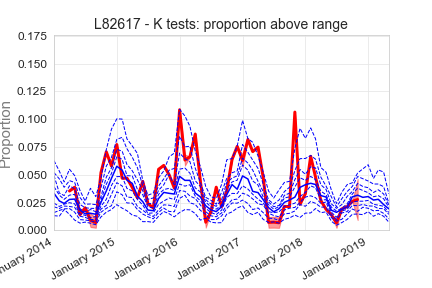 L82617 - K tests: proportion above range
Proportion
0.175
0.150
0.125
0.100
0.075
0.050
0.025
0.000
nuary 2014
January 2015
January 2016
January 2017
January 2018
January 2019